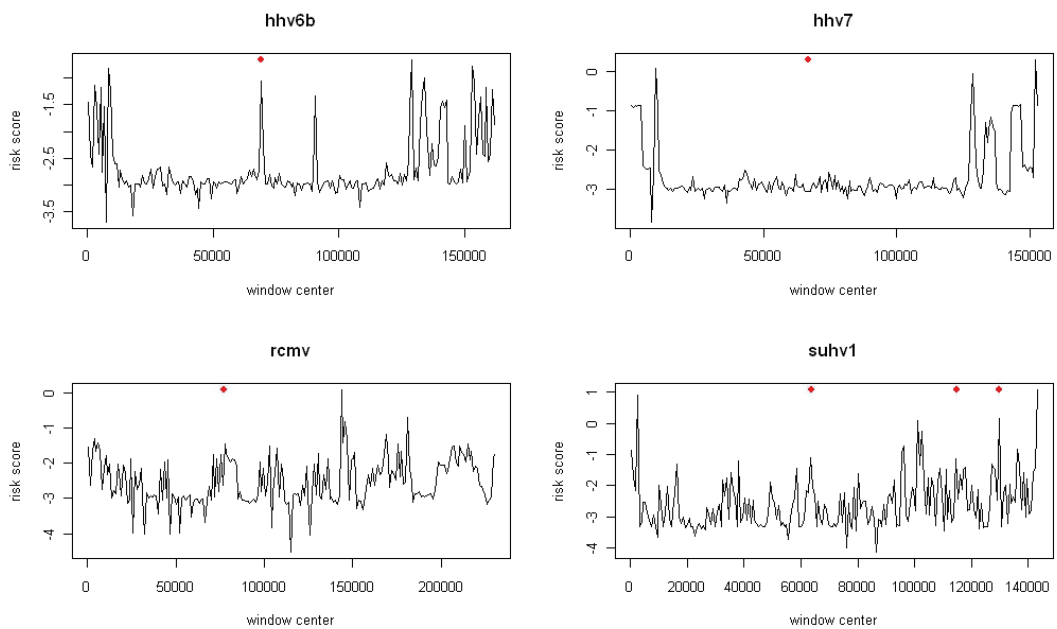 hhv6b
risk score
-1.5
-2.5
-3.5
0 50000 100000 150000
window center
hhv7
risk score
0
-1
-2
-3
0 50000 100000 150000
window center
rcmv
risk score
0
-1
-2
-3
-4
0 50000 100000 150000 200000
window center
suhv1
risk score
1
0
-1
-2
-3
-4
0 20000 40000 60000 80000 100000 120000 140000
window center